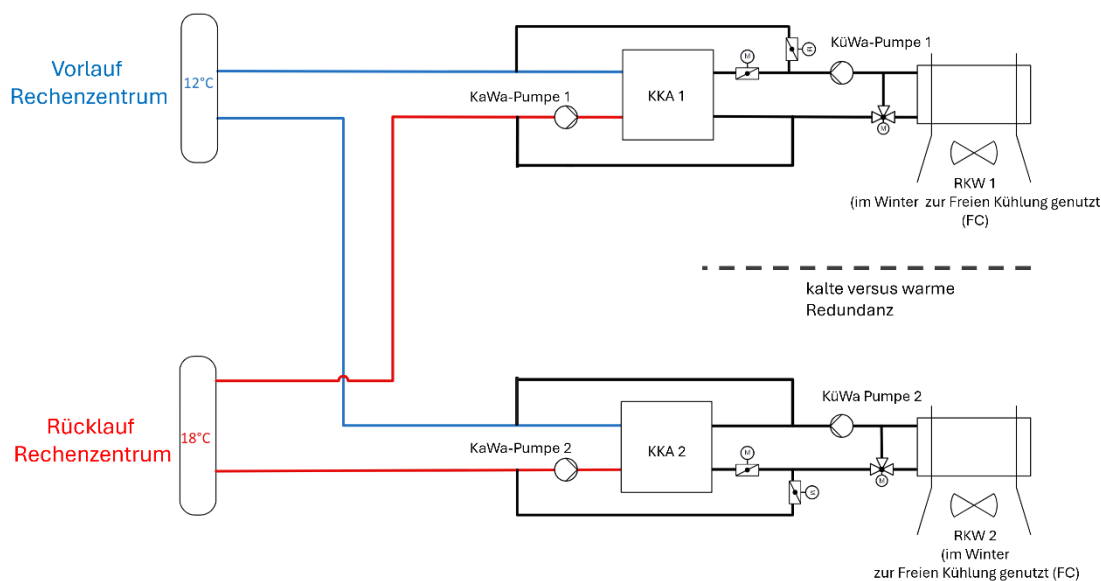 Vorlauf
Rechenzentrum
12°C
KaWa-Pumpe 1
KKA 1
M
M
KüWa-Pumpe 1
M
RKW 1
(im Winter  zur Freien Kühlung genutzt
(FC)
kalte versus warme
Redundanz
Rücklauf
Rechenzentrum
18°C
KaWa-Pumpe 2
KKA 2
M
M
KüWa Pumpe 2
M
RKW 2
(im Winter
zur Freien Kühlung genutzt (FC)